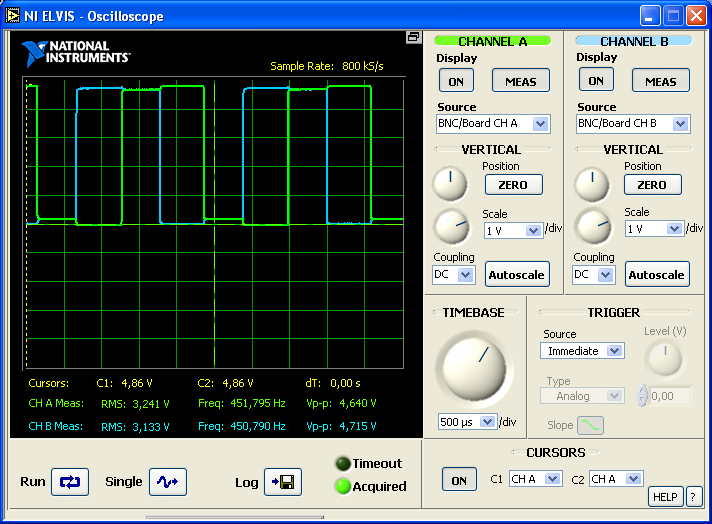 NI ELVIS - Oscilloscope
NATIONAL
INSTRUMENTS™
Sample Rate: 800 kS/s
Cursors: C1: 4,86 V C2: 4,86 V dT: 0,00 s
CH A Meas: RMS: 3,241 V Freq: 451,795 Hz Vp-p: 4,640 V
CH B Meas: RMS: 3,133 V Freq: 450,790 Hz Vp-p: 4,715 V
Run
Single
Log
Timeout
Acquired
CHANNEL A
Display
ON MEAS
Source
BNC/Board CH A
VERTICAL
Position
ZERO
Scale
1 V /div
Coupling
DC Autoscale
CHANNEL B
Display
ON MEAS
Source
BNC/Board CH B
VERTICAL
Position
ZERO
Scale
1 V /div
Coupling
DC Autoscale
TIMEBASE
500 µs /div
TRIGGER
Source
Immediate
Level (V)
Type
Analog
0,00
Slope
CURSORS
ON C1 CH A C2 CH A
HELP ?